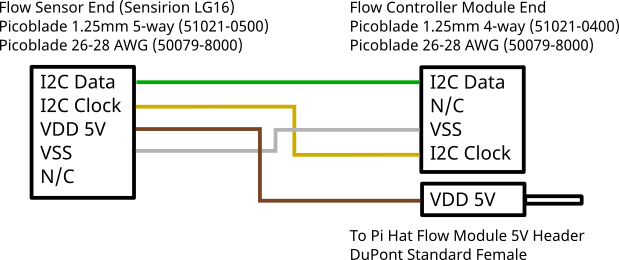 Flow Sensor End (Sensirion LG16)
Picoblade 1.25mm 5-way (51021-0500)
Picoblade 26-28 AWG (50079-8000)
Flow Controller Module End
Picoblade 1.25mm 4-way (51021-0400)
Picoblade 26-28 AWG (50079-8000)
I2C Data
I2C Clock
VDD 5V
VSS
N/C
I2C Data
N/C
VSS
I2C Clock
VDD 5V
To Pi Hat Flow Module 5V Header
DuPont Standard Female